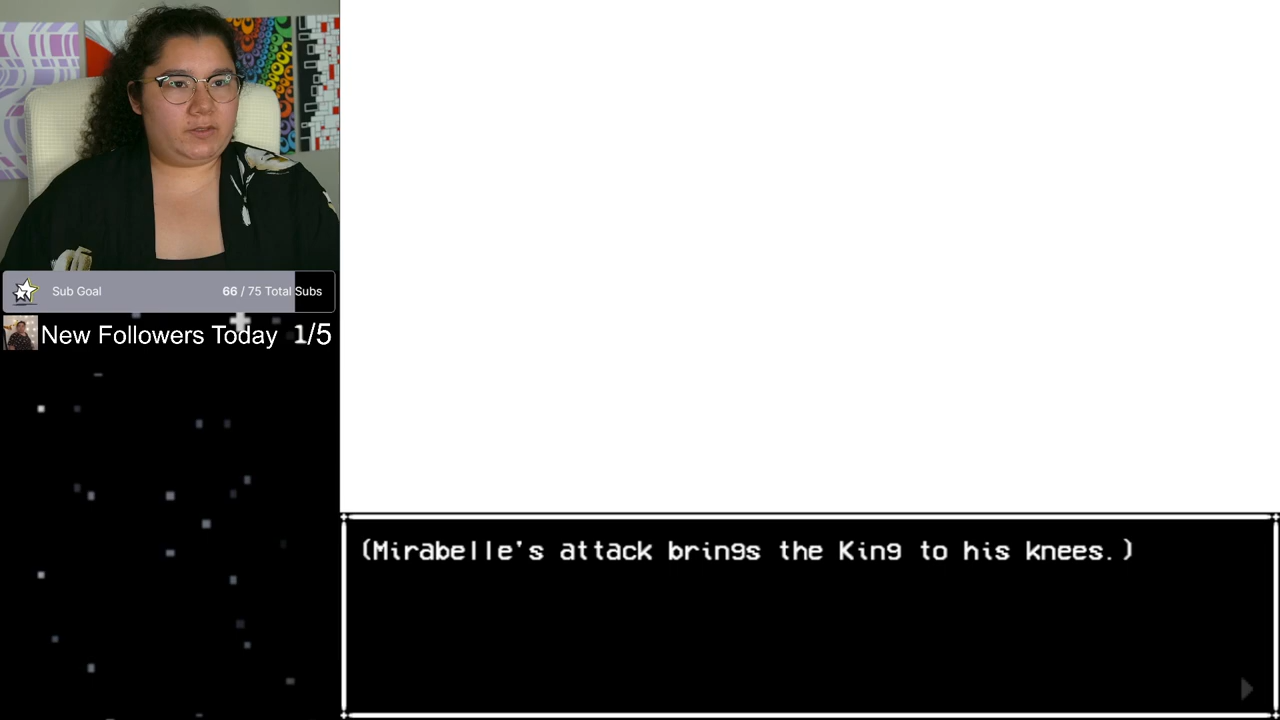 Sub Goal 66 / 75 Total Subs
New Followers Today 1/5
(Mirabelle's attack brings the King to his knees.)